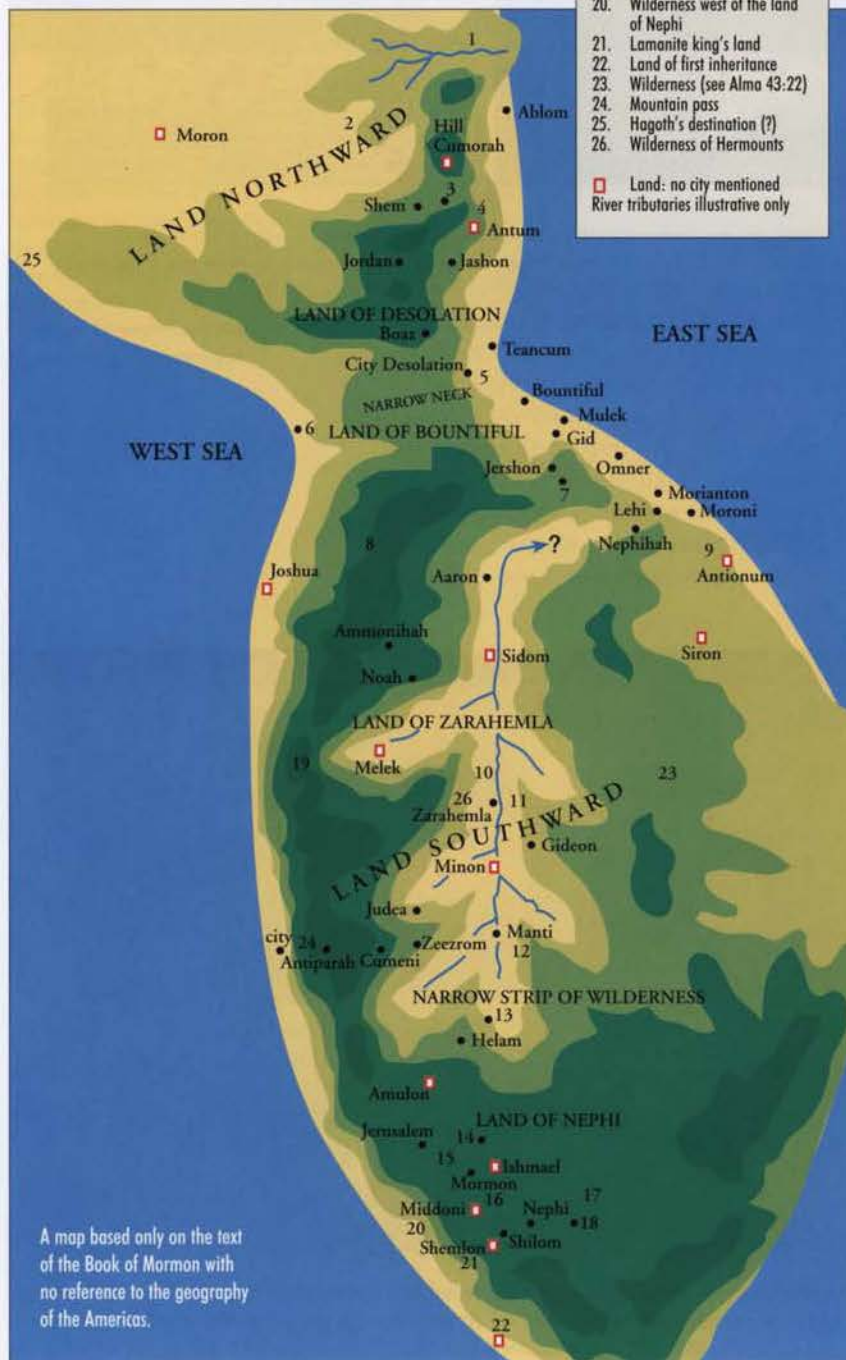 20. Wilderness west of the land
of Nephi
21. Lamanite king's land
22. Land of first inheritance
23. Wilderness (see Alma 43:22)
24. Mountain pass
25. Hagoth's destination (?)
26. Wilderness of Hermounts
Land: no city mentioned
River tributaries illustrative only
1
Ablom
2
Moron
Hill
Cumorah
LAND NORTHWARD
3
Shem
4
Antum
25
Jordan
Jashon
LAND OF DESOLATION
Boaz
EAST SEA
Teancum
City Desolation
5
NARROW NECK
Bountiful
Mulek
6
LAND OF BOUNTIFUL
Gid
WEST SEA
Omner
Jershon
7
Morianton
Lehi
Moroni
Nephihah
8
?
9
Antionum
Joshua
Aaron
Ammonihah
Sidom
Siron
Noah
LAND OF ZARAHEMLA
Melek
19
10
23
26
11
Zarahemla
LAND SOUTHWARD
Gideon
Minon
Judea
city
24
Antiparah
Cumeni
Zeezrom
Manti
12
NARROW STRIP OF WILDERNESS
13
Helam
Amulon
LAND OF NEPHI
Jerusalem
14
15
Ishmael
Mormon
16
Middoni
17
Nephi
18
20
Shilom
Shemlon
21
22
A map based only on the text
of the Book of Mormon with
no reference to the geography
of the Americas.